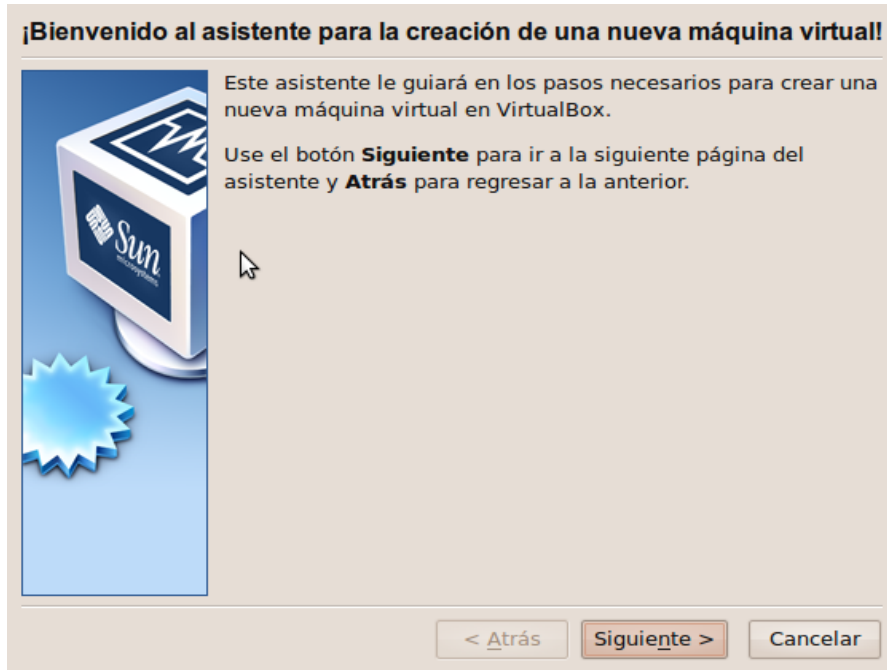 ¡Bienvenido al asistente para la creación de una nueva máquina virtual!
Este asistente le guiará en los pasos necesarios para crear una
nueva máquina virtual en VirtualBox.
Use el botón Siguiente para ir a la siguiente página del
asistente y Atrás para regresar a la anterior.
Sun
microsystems
< Atrás
Siguiente >
Cancelar